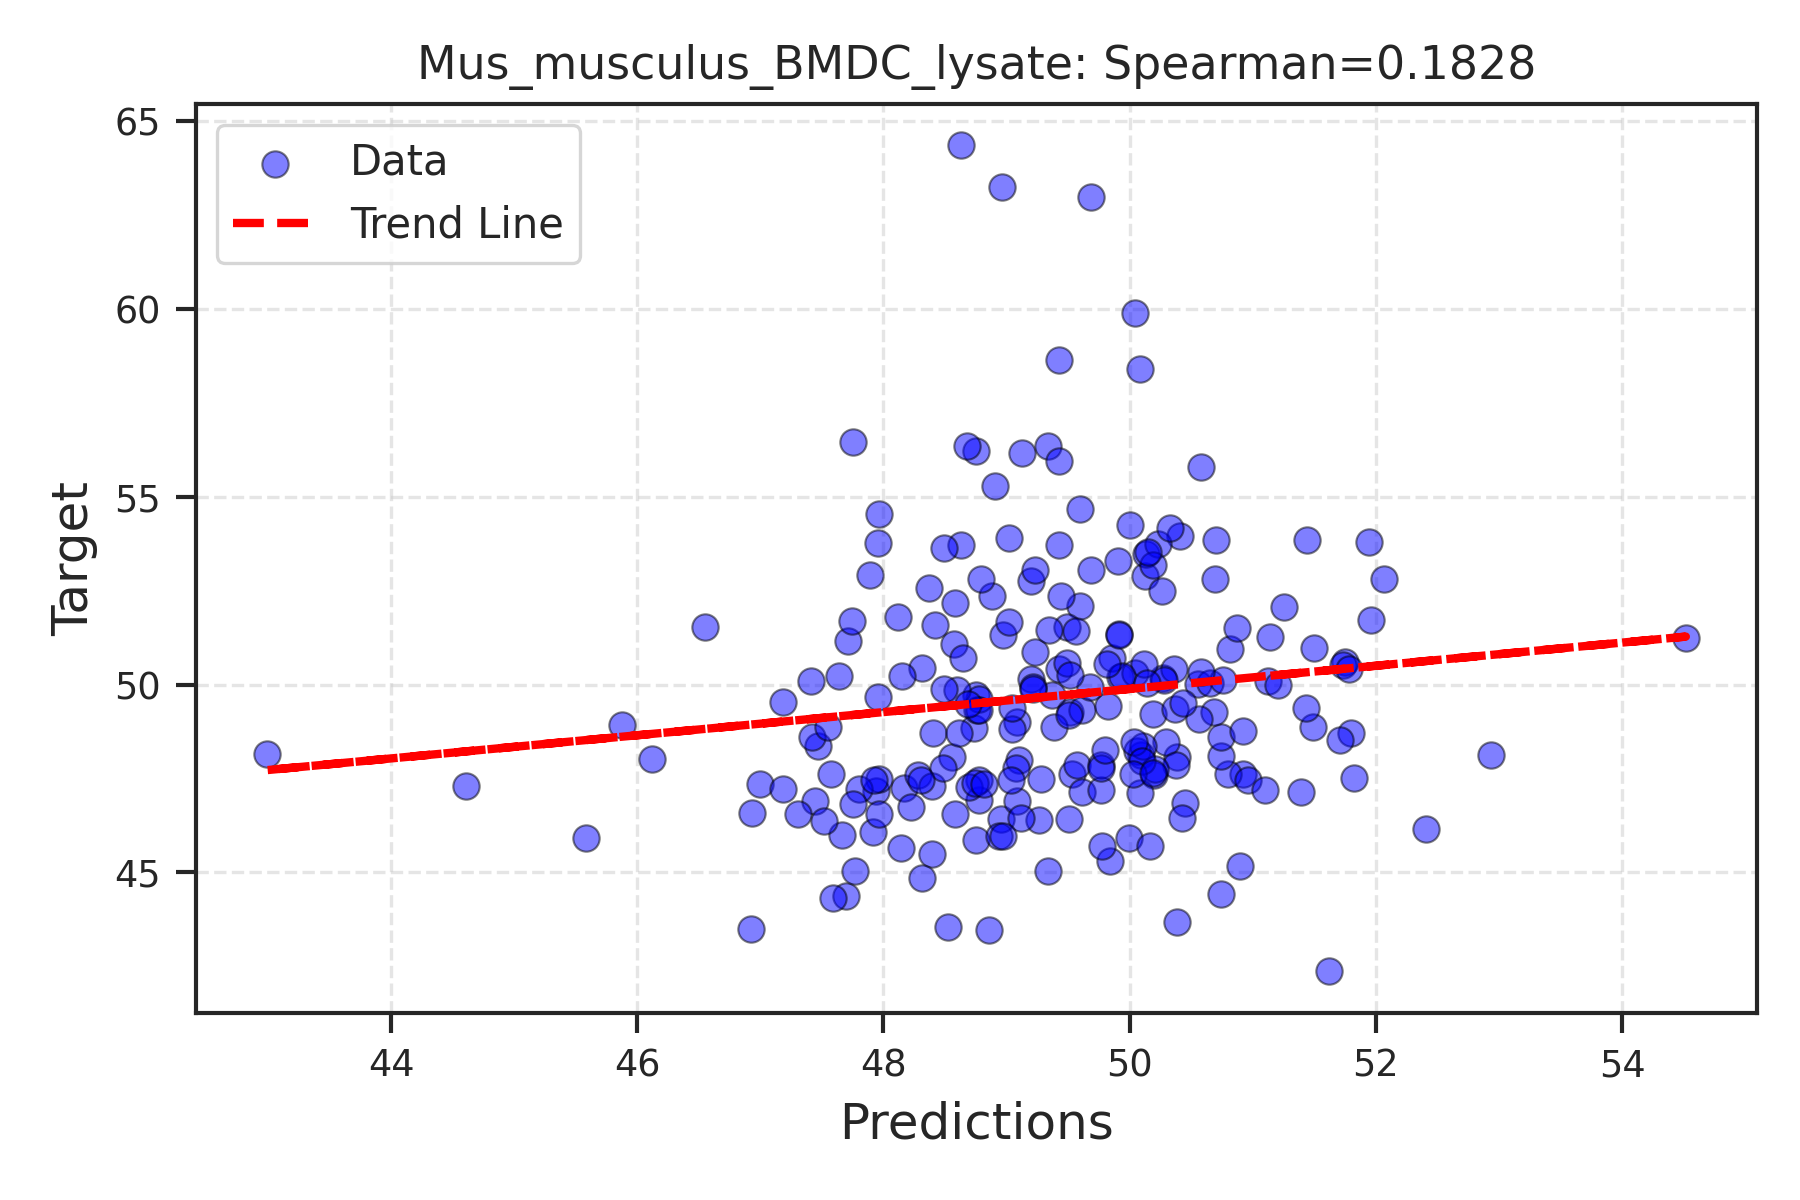 Mus_musculus_BMDC_lysate: Spearman=0.1828
Data
Trend Line
65
60
55
50
45
Target
44 46 48 50 52 54
Predictions